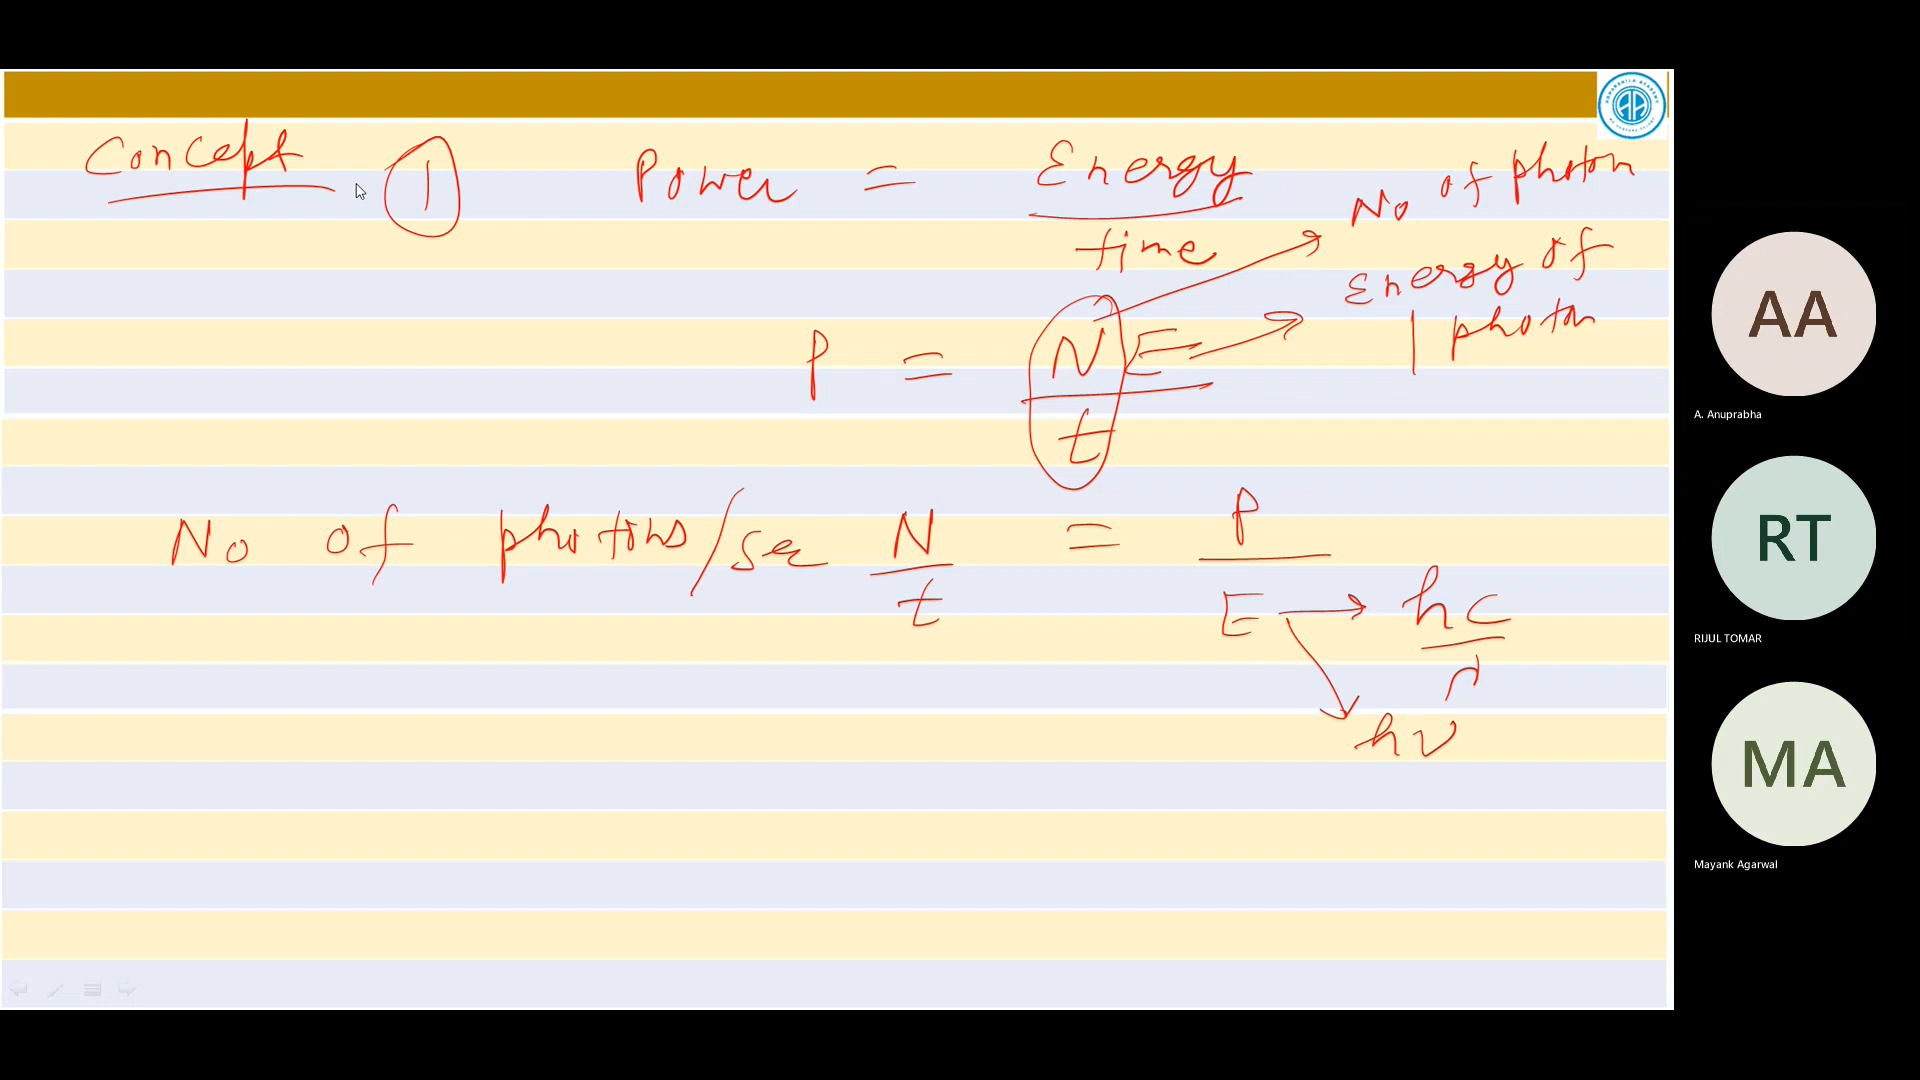 Concept ① Power = Energy / time
No of photon
Energy of
1 photon
P = NE / t
No of photons/sec N / t = P / E → hc / λ
hν
AA
A. Anuprabha
RT
RIJUL TOMAR
MA
Mayank Agarwal